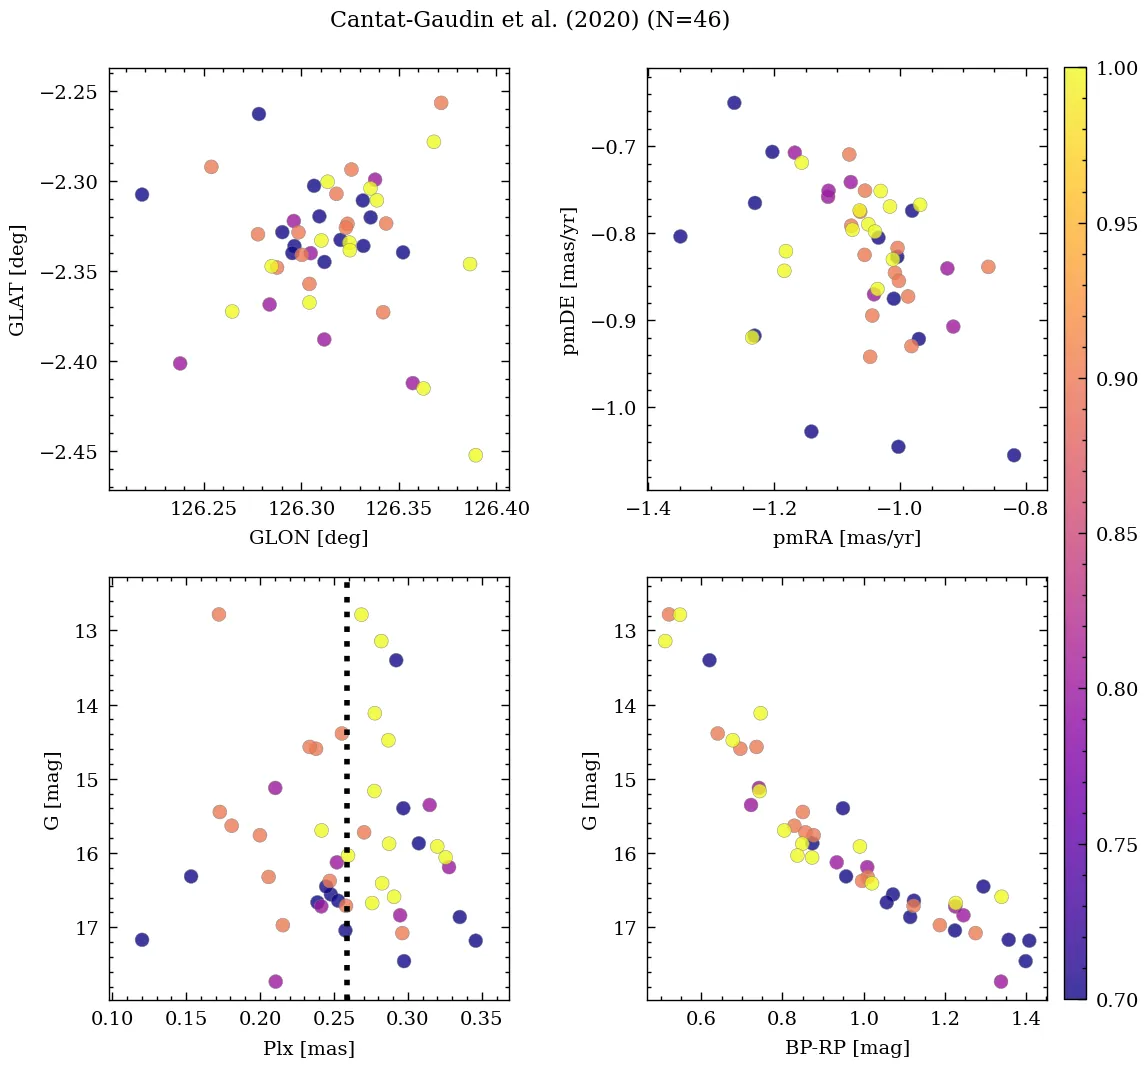 Cantat-Gaudin et al. (2020) (N=46)
−2.25
−2.30
−2.35
−2.40
−2.45
GLAT [deg]
126.25 126.30 126.35 126.40
GLON [deg]
−0.7
−0.8
−0.9
−1.0
pmDE [mas/yr]
−1.4 −1.2 −1.0 −0.8
pmRA [mas/yr]
13
14
15
16
17
G [mag]
0.10 0.15 0.20 0.25 0.30 0.35
Plx [mas]
13
14
15
16
17
G [mag]
0.6 0.8 1.0 1.2 1.4
BP-RP [mag]
1.00
0.95
0.90
0.85
0.80
0.75
0.70